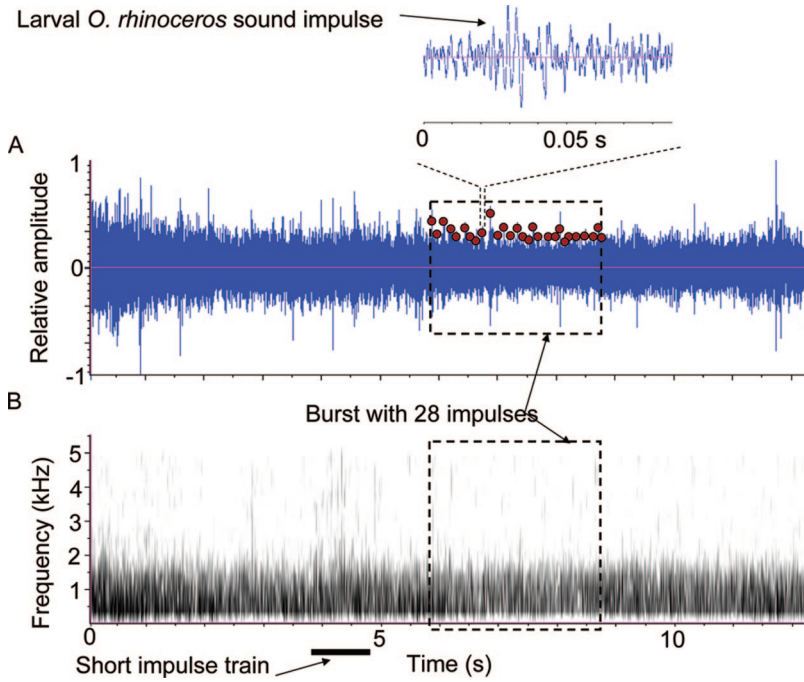 Larval O. rhinoceros sound impulse
0 0.05 s
A
1
Relative amplitude
0
-1
B
Burst with 28 impulses
5
4
3
2
1
Frequency (kHz)
0 5 10
Short impulse train
Time (s)